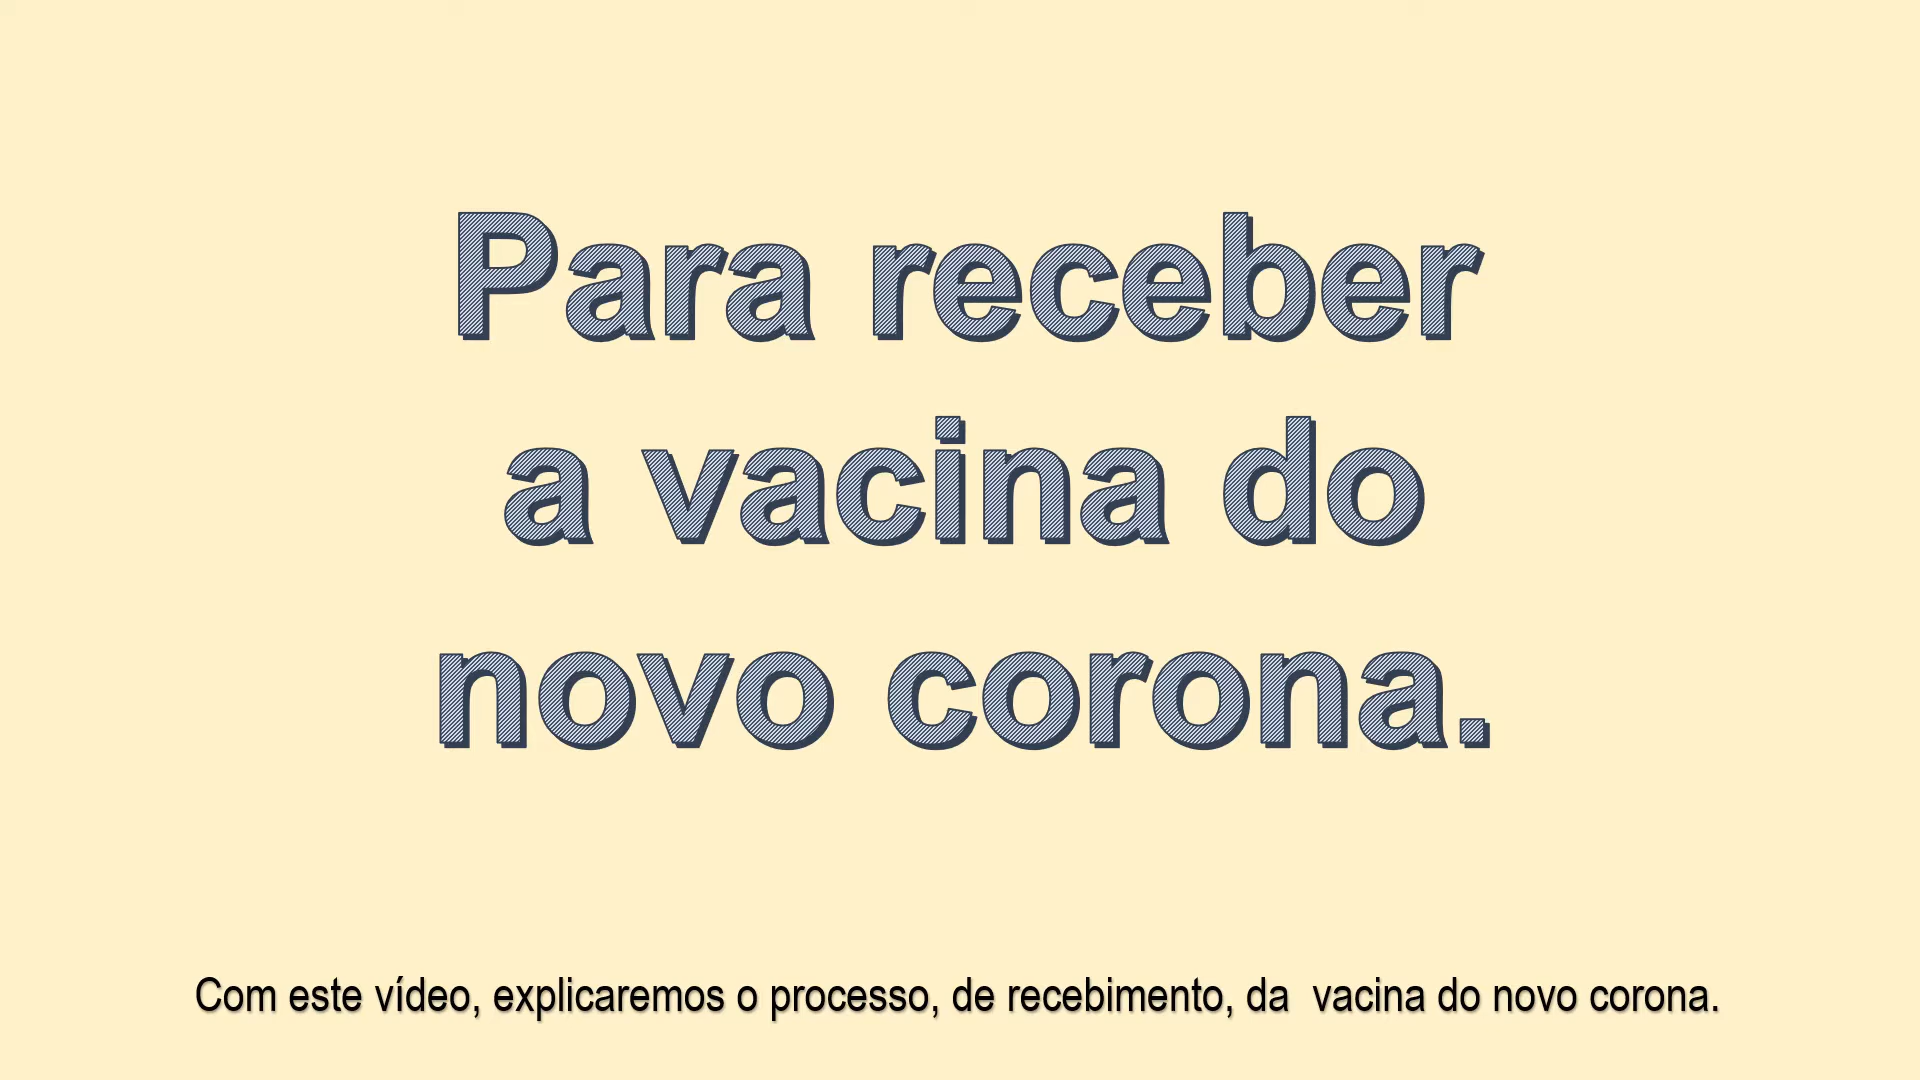 Para receber
a vacina do
novo corona.
Com este vídeo, explicaremos o processo, de recebimento, da  vacina do novo corona.